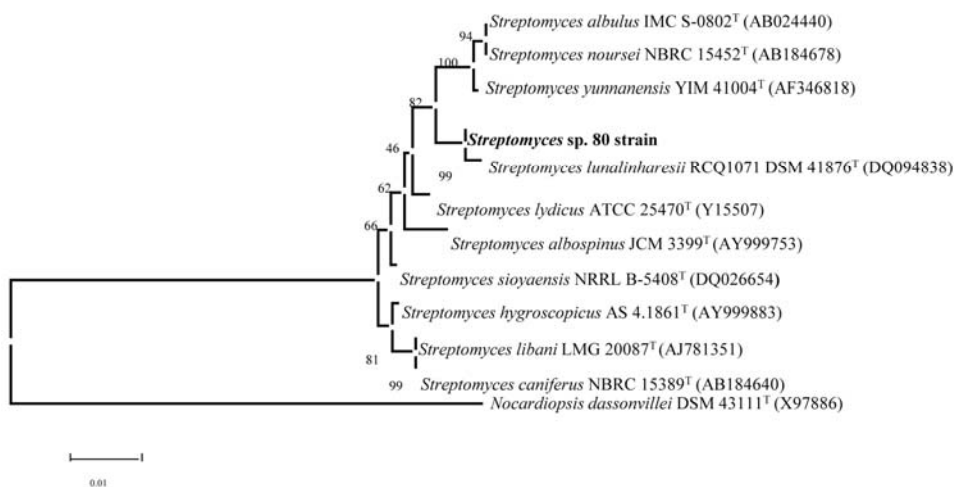 Streptomyces albulus IMC S-0802T (AB024440)
94
Streptomyces noursei NBRC 15452T (AB184678)
100
Streptomyces yunnanensis YIM 41004T (AF346818)
82
Streptomyces sp. 80 strain
46
Streptomyces lunalinharesii RCQ1071 DSM 41876T (DQ094838)
99
62
Streptomyces lydicus ATCC 25470T (Y15507)
66
Streptomyces albospinus JCM 3399T (AY999753)
Streptomyces sioyaensis NRRL B-5408T (DQ026654)
Streptomyces hygroscopicus AS 4.1861T (AY999883)
Streptomyces libani LMG 20087T (AJ781351)
81
99
Streptomyces caniferus NBRC 15389T (AB184640)
Nocardiopsis dassonvillei DSM 43111T (X97886)
0.01